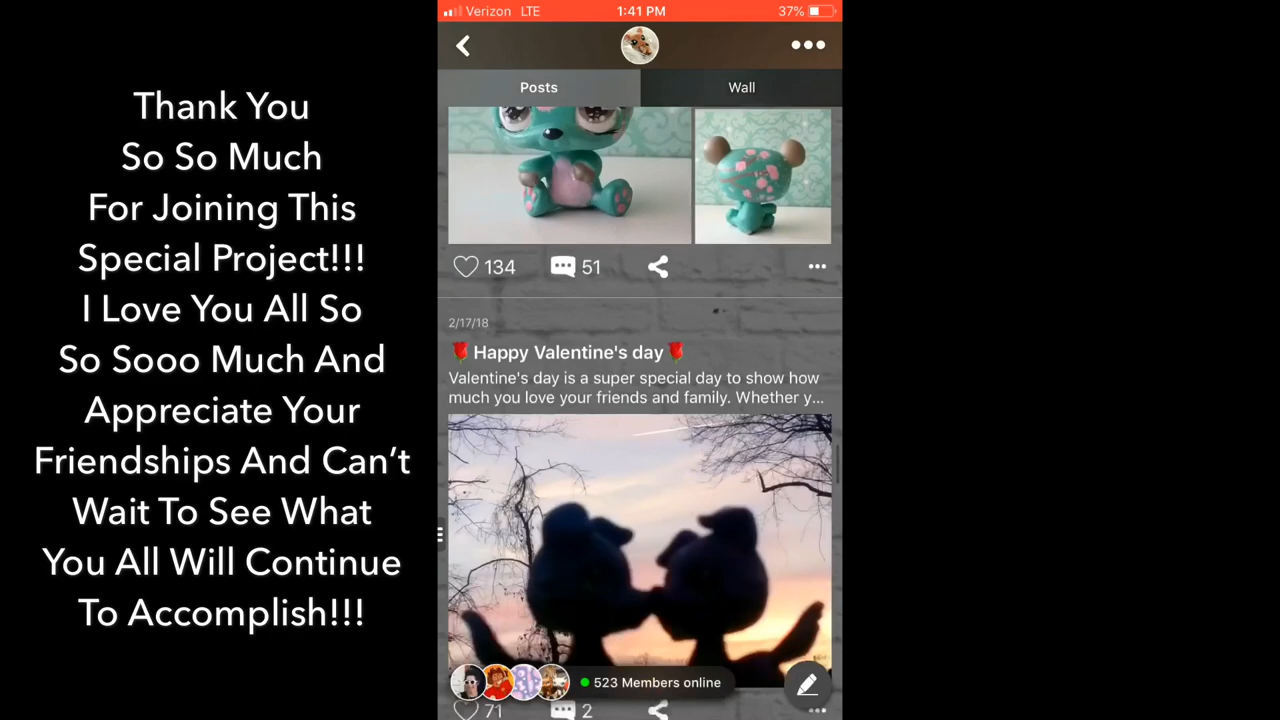 Thank You
So So Much
For Joining This
Special Project!!!
I Love You All So
So Sooo Much And
Appreciate Your
Friendships And Can’t
Wait To See What
You All Will Continue
To Accomplish!!!
Verizon LTE 1:41 PM 37%
Posts Wall
134 51
2/17/18
🌹Happy Valentine's day🌹
Valentine's day is a super special day to show how
much you love your friends and family. Whether y...
523 Members online
71 2